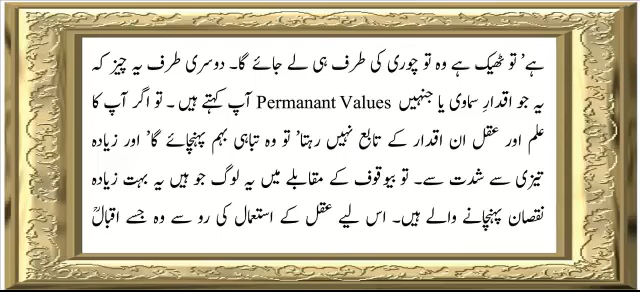 ہے’ تو ٹھیک ہے وہ تو چوری کی طرف ہی لے جائے گا۔ دوسری طرف یہ چیز کہ
یہ جو اقدارِ سماوی یا جنہیں Permanant Values آپ کہتے ہیں ۔ تو اگر آپ کا
علم اور عقل ان اقدار کے تابع نہیں رہتا’ تو وہ تباہی بہم پہنچائے گا’ اور زیادہ
تیزی سے شدت سے۔ تو بیوقوف کے مقابلے میں یہ لوگ جو ہیں یہ بہت زیادہ
نقصان پہنچانے والے ہیں۔ اس لیے عقل کے استعمال کی رو سے وہ جسے اقبالؒ